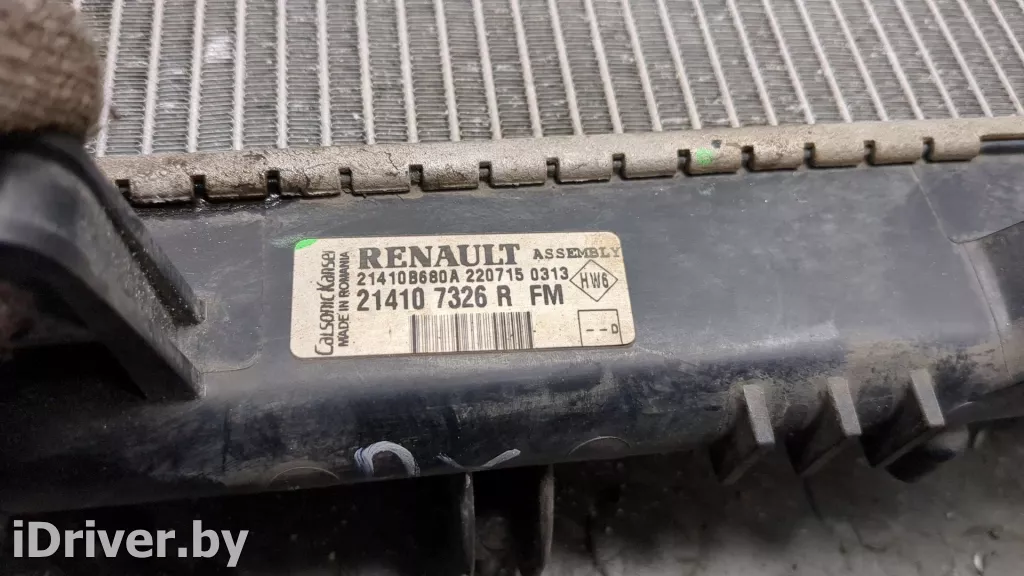 RENAULT ASSEMBLY
21410B680A 220715 0313
21410 7326 R FM
Calsonic Kansei
MADE IN ROMANIA
HW6
--D
iDriver.by